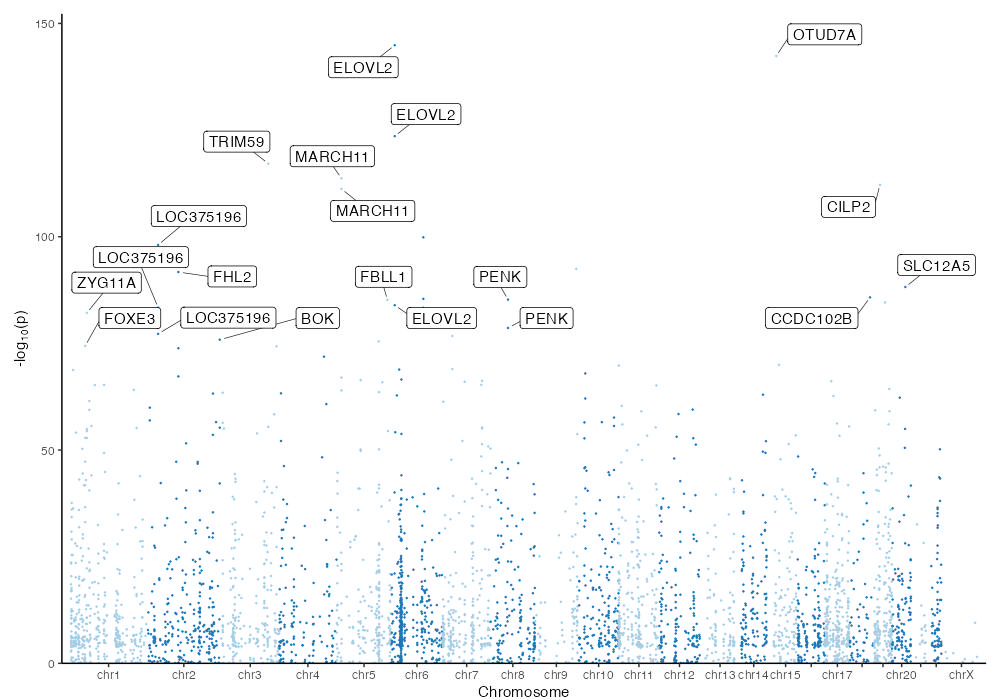 150
OTUD7A
ELOVL2
ELOVL2
TRIM59
MARCH11
MARCH11
CILP2
LOC375196
100
LOC375196
SLC12A5
ZYG11A
FHL2
FBLL1
PENK
FOXE3
LOC375196
BOK
ELOVL2
PENK
CCDC102B
-log10(p)
50
0
chr1 chr2 chr3 chr4 chr5 chr6 chr7 chr8 chr9 chr10 chr11 chr12 chr13 chr14 chr15 chr17 chr20 chrX
Chromosome